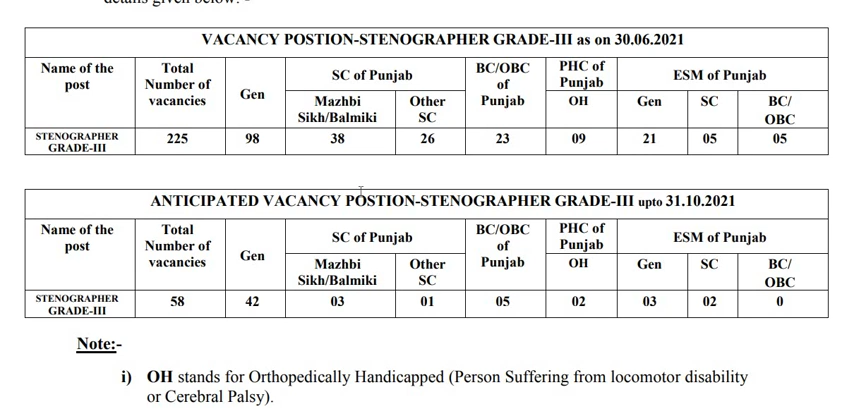 details given below: -
VACANCY POSTION-STENOGRAPHER GRADE-III as on 30.06.2021
Name of the post Total Number of vacancies Gen SC of Punjab BC/OBC of Punjab PHC of Punjab ESM of Punjab
Mazhbi Sikh/Balmiki Other SC OH Gen SC BC/ OBC
STENOGRAPHER GRADE-III 225 98 38 26 23 09 21 05 05
ANTICIPATED VACANCY POSTION-STENOGRAPHER GRADE-III upto 31.10.2021
Name of the post Total Number of vacancies Gen SC of Punjab BC/OBC of Punjab PHC of Punjab ESM of Punjab
Mazhbi Sikh/Balmiki Other SC OH Gen SC BC/ OBC
STENOGRAPHER GRADE-III 58 42 03 01 05 02 03 02 0
Note:-
i) OH stands for Orthopedically Handicapped (Person Suffering from locomotor disability
or Cerebral Palsy).